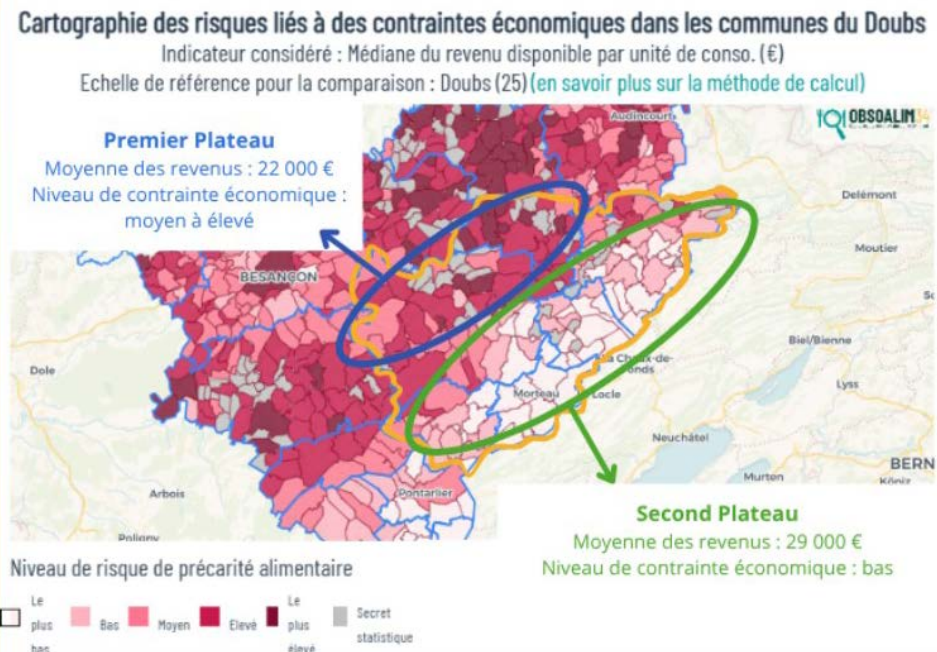 Cartographie des risques liés à des contraintes économiques dans les communes du Doubs
Indicateur considéré : Médiane du revenu disponible par unité de conso. (€)
Echelle de référence pour la comparaison : Doubs (25) (en savoir plus sur la méthode de calcul)
OBSOALIM34
Premier Plateau
Moyenne des revenus : 22 000 €
Niveau de contrainte économique :
moyen à élevé
Audincourt
Delémont
Moutier
BESANÇON
Biel/Bienne
Dole
La Chaux-de-
Fonds
Lyss
Morteau
Locle
Neuchâtel
BERN
Murten
Köniz
Arbois
Pontarlier
Poligny
Second Plateau
Moyenne des revenus : 29 000 €
Niveau de contrainte économique : bas
Niveau de risque de précarité alimentaire
Le
plus
bas
Bas
Moyen
Elevé
Le
plus
élevé
Secret
statistique